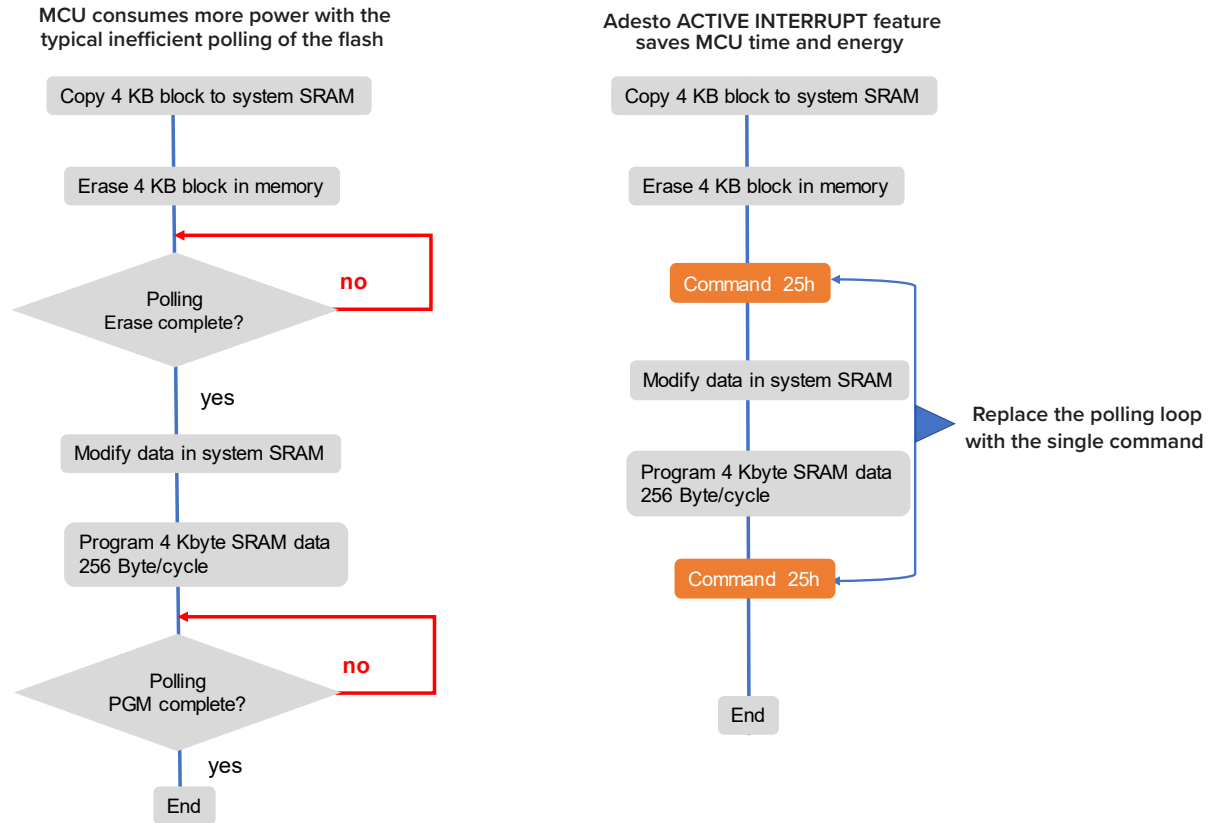 MCU consumes more power with the
typical inefficient polling of the flash
Copy 4 KB block to system SRAM
Erase 4 KB block in memory
no
Polling
Erase complete?
yes
Modify data in system SRAM
Program 4 Kbyte SRAM data
256 Byte/cycle
no
Polling
PGM complete?
yes
End
Adesto ACTIVE INTERRUPT feature
saves MCU time and energy
Copy 4 KB block to system SRAM
Erase 4 KB block in memory
Command 25h
Modify data in system SRAM
Program 4 Kbyte SRAM data
256 Byte/cycle
Command 25h
End
Replace the polling loop
with the single command